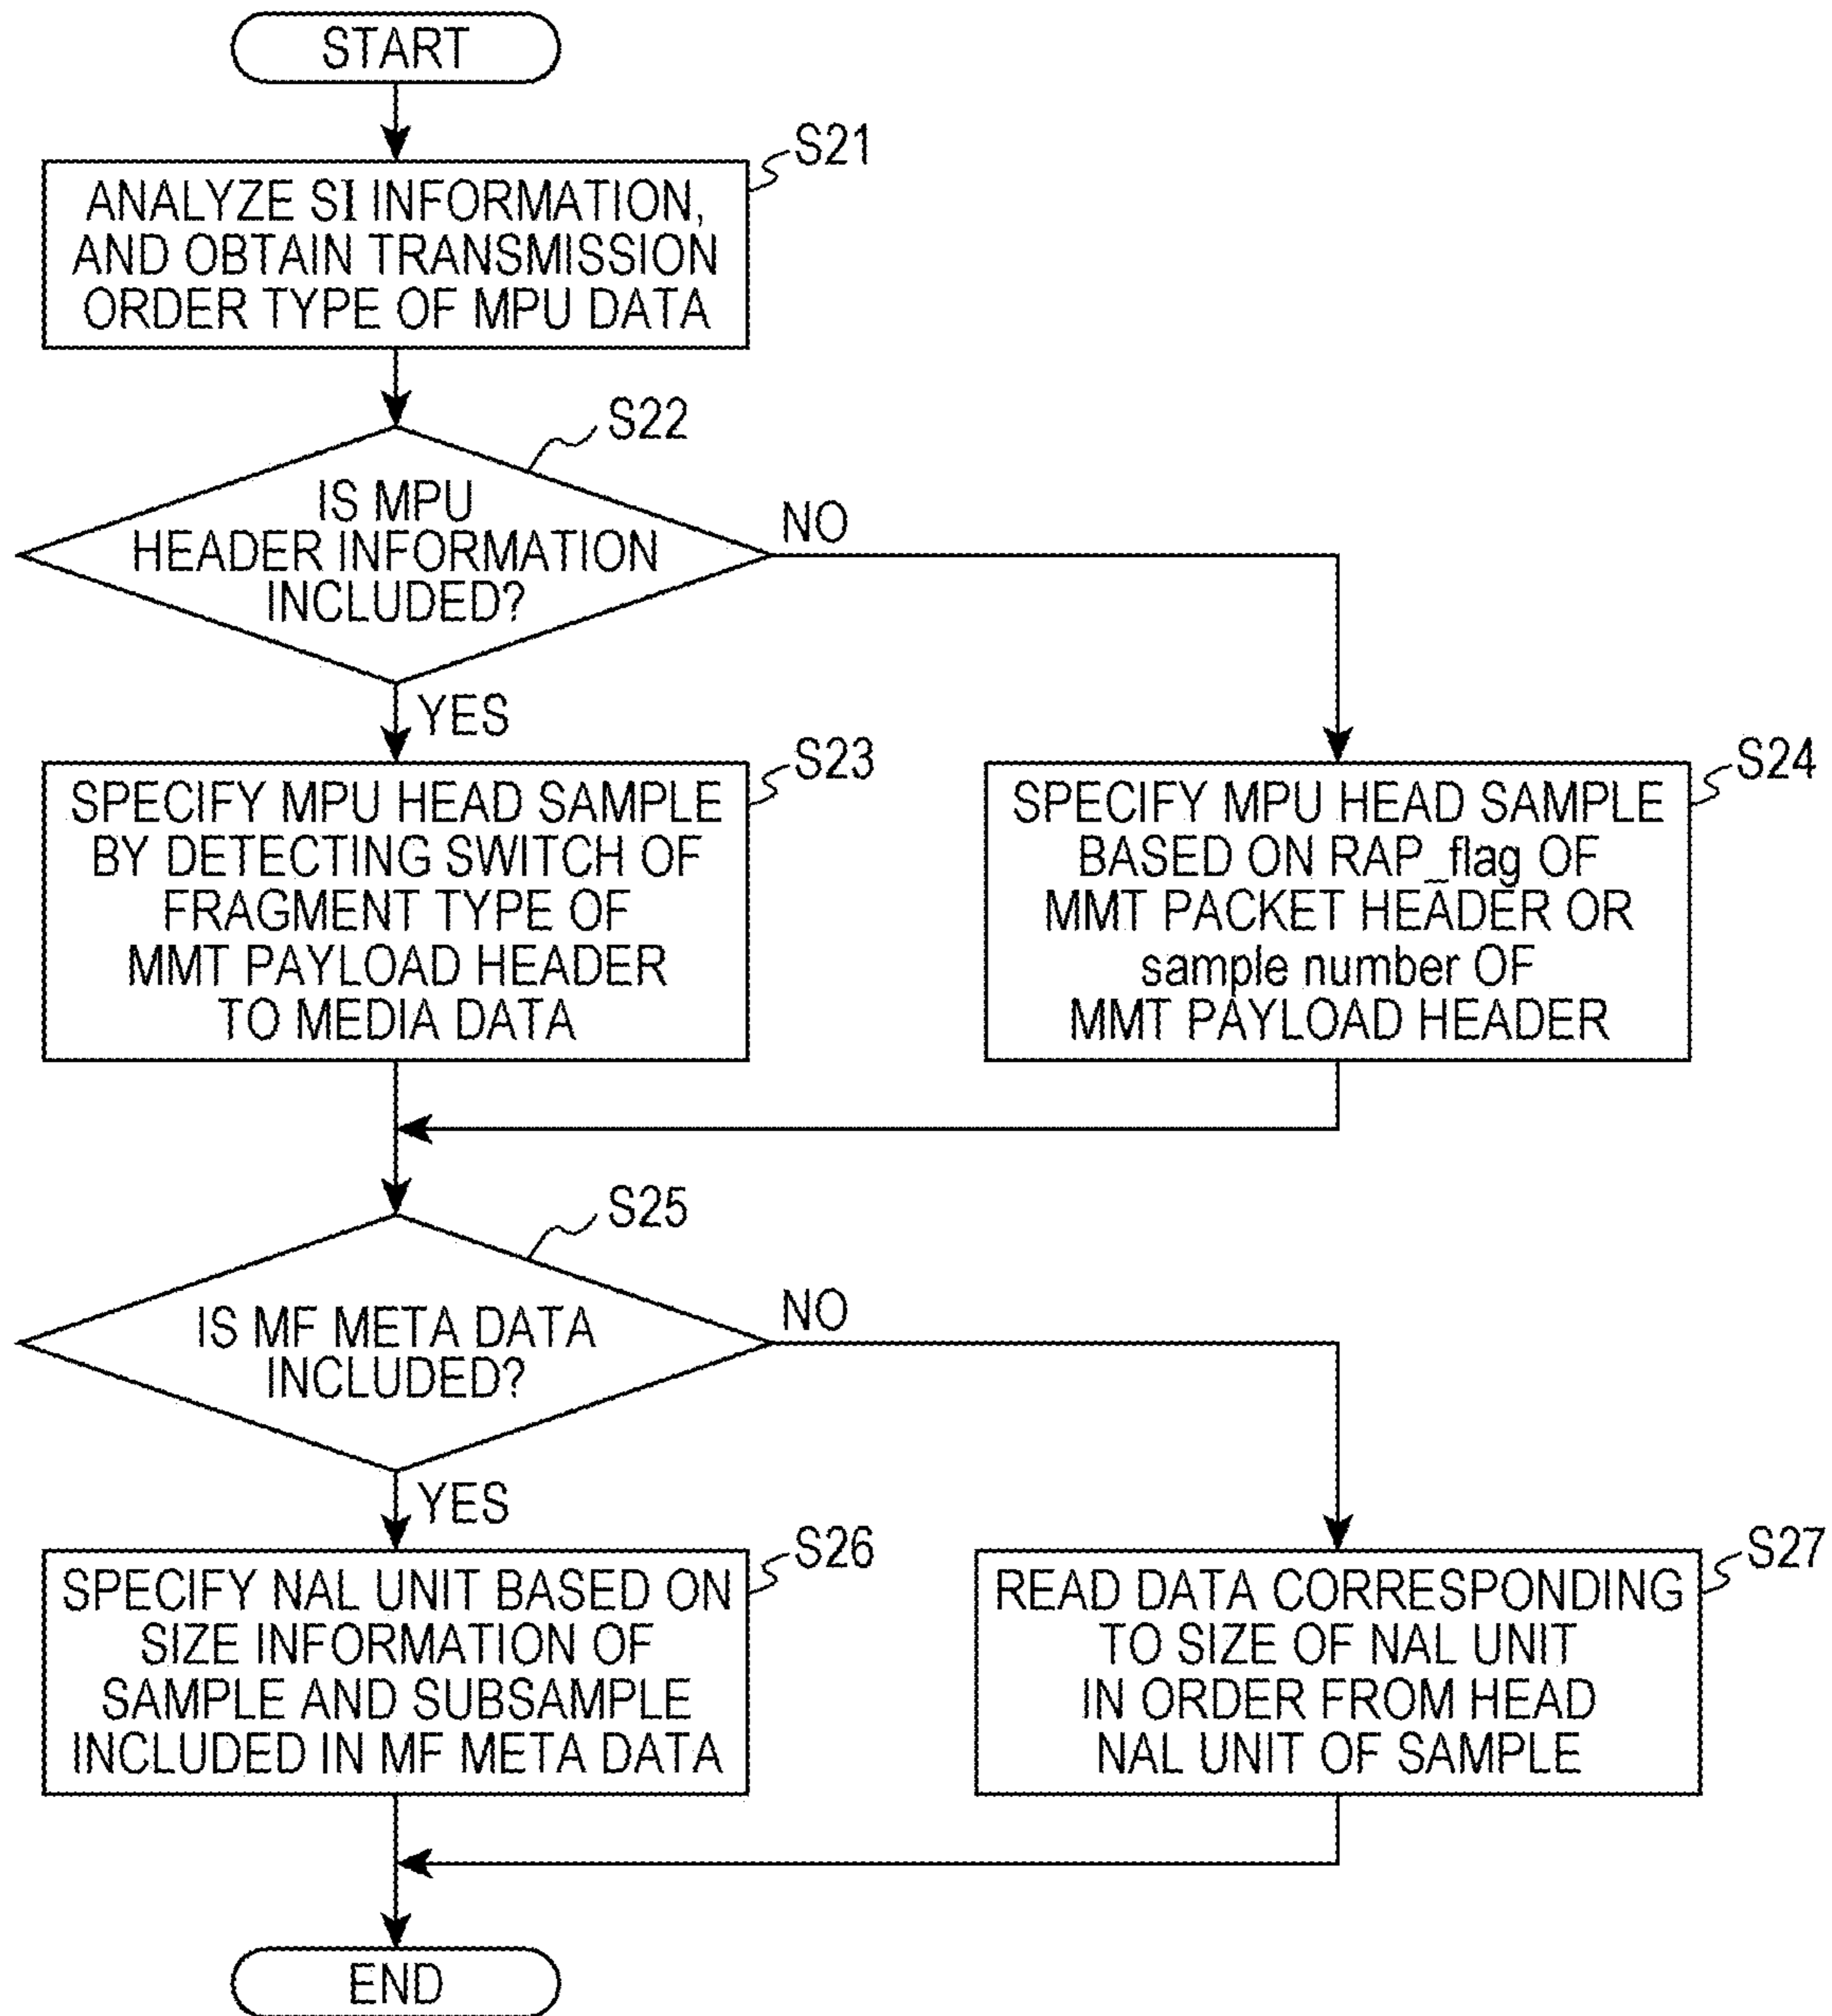 START
S21
ANALYZE SI INFORMATION,
AND OBTAIN TRANSMISSION
ORDER TYPE OF MPU DATA
S22
IS MPU
HEADER INFORMATION
INCLUDED?
NO
YES
S23
SPECIFY MPU HEAD SAMPLE
BY DETECTING SWITCH OF
FRAGMENT TYPE OF
MMT PAYLOAD HEADER
TO MEDIA DATA
S24
SPECIFY MPU HEAD SAMPLE
BASED ON RAP_flag OF
MMT PACKET HEADER OR
sample number OF
MMT PAYLOAD HEADER
S25
IS MF META DATA
INCLUDED?
NO
YES
S26
SPECIFY NAL UNIT BASED ON
SIZE INFORMATION OF
SAMPLE AND SUBSAMPLE
INCLUDED IN MF META DATA
S27
READ DATA CORRESPONDING
TO SIZE OF NAL UNIT
IN ORDER FROM HEAD
NAL UNIT OF SAMPLE
END